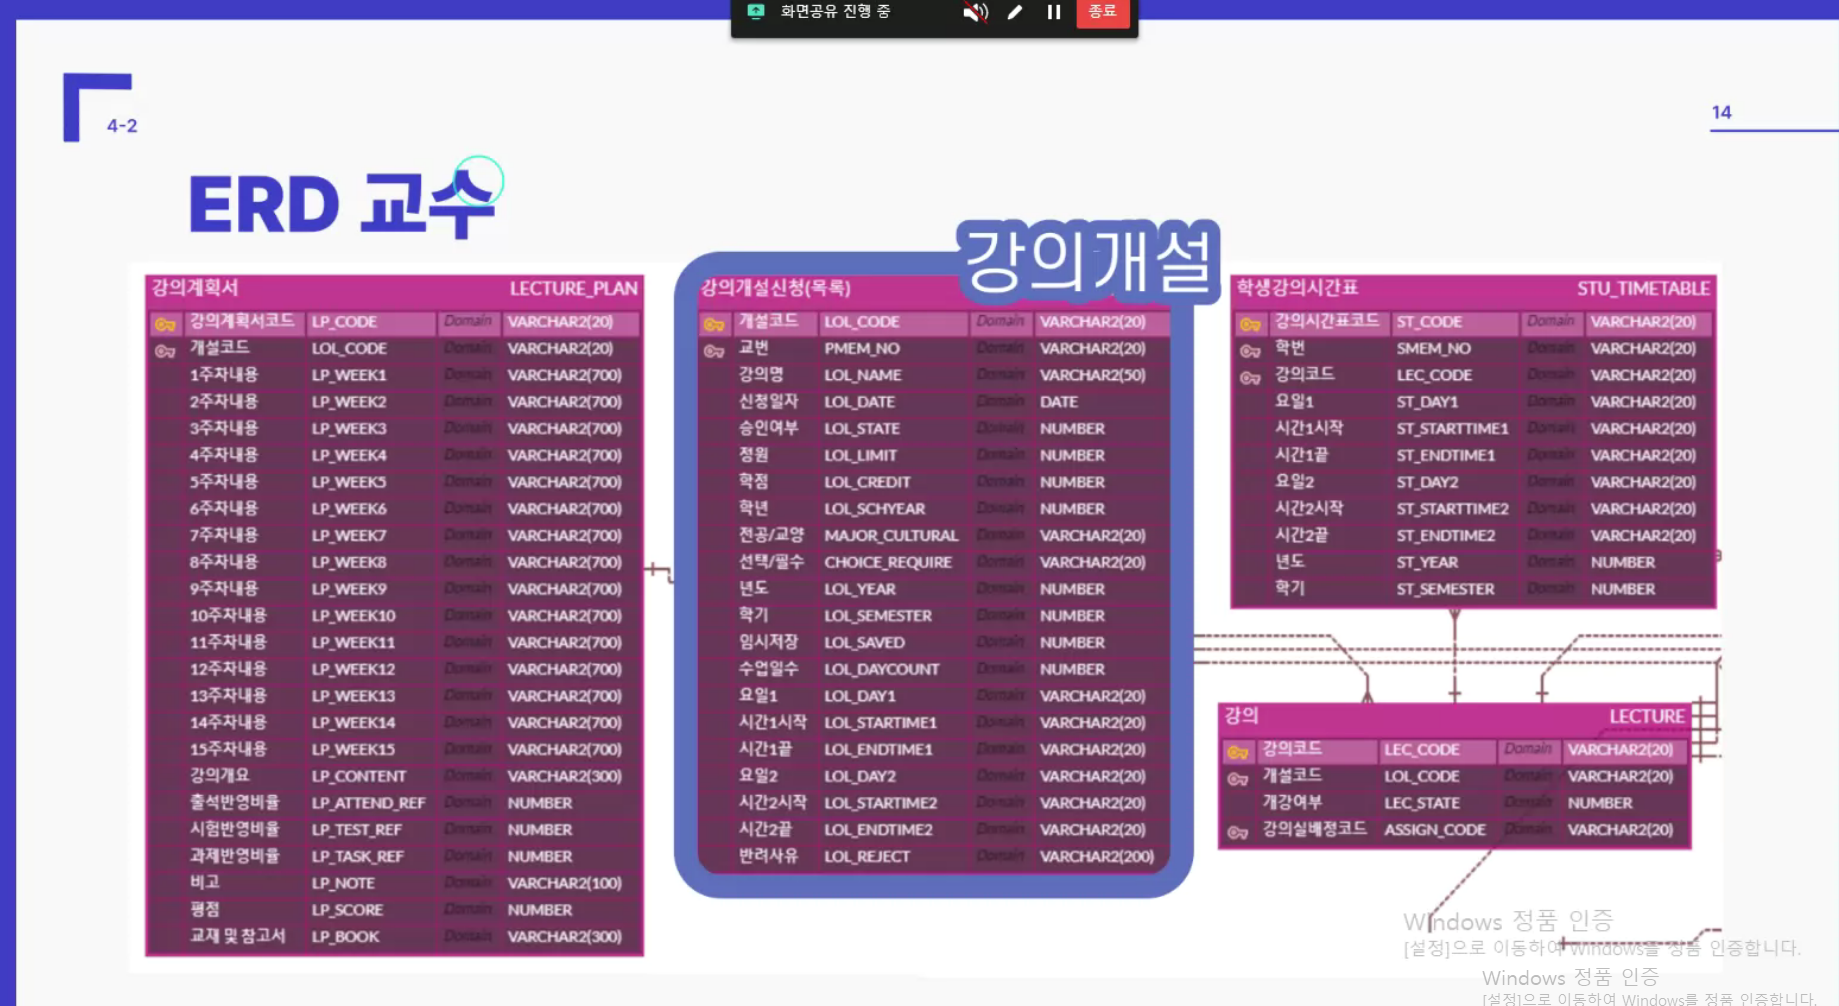 화면공유 진행 중
종료
4-2
14
ERD 교수
강의개설
강의계획서 LECTURE_PLAN
강의계획서코드 LP_CODE Domain VARCHAR2(20)
개설코드 LOL_CODE Domain VARCHAR2(20)
1주차내용 LP_WEEK1 Domain VARCHAR2(700)
2주차내용 LP_WEEK2 Domain VARCHAR2(700)
3주차내용 LP_WEEK3 Domain VARCHAR2(700)
4주차내용 LP_WEEK4 Domain VARCHAR2(700)
5주차내용 LP_WEEK5 Domain VARCHAR2(700)
6주차내용 LP_WEEK6 Domain VARCHAR2(700)
7주차내용 LP_WEEK7 Domain VARCHAR2(700)
8주차내용 LP_WEEK8 Domain VARCHAR2(700)
9주차내용 LP_WEEK9 Domain VARCHAR2(700)
10주차내용 LP_WEEK10 Domain VARCHAR2(700)
11주차내용 LP_WEEK11 Domain VARCHAR2(700)
12주차내용 LP_WEEK12 Domain VARCHAR2(700)
13주차내용 LP_WEEK13 Domain VARCHAR2(700)
14주차내용 LP_WEEK14 Domain VARCHAR2(700)
15주차내용 LP_WEEK15 Domain VARCHAR2(700)
강의개요 LP_CONTENT Domain VARCHAR2(300)
출석반영비율 LP_ATTEND_REF Domain NUMBER
시험반영비율 LP_TEST_REF Domain NUMBER
과제반영비율 LP_TASK_REF Domain NUMBER
비고 LP_NOTE Domain VARCHAR2(100)
평점 LP_SCORE Domain NUMBER
교재 및 참고서 LP_BOOK Domain VARCHAR2(300)
강의개설신청(목록)
개설코드 LOL_CODE Domain VARCHAR2(20)
교번 PMEM_NO Domain VARCHAR2(20)
강의명 LOL_NAME Domain VARCHAR2(50)
신청일자 LOL_DATE Domain DATE
승인여부 LOL_STATE Domain NUMBER
정원 LOL_LIMIT Domain NUMBER
학점 LOL_CREDIT Domain NUMBER
학년 LOL_SCHYEAR Domain NUMBER
전공/교양 MAJOR_CULTURAL Domain VARCHAR2(20)
선택/필수 CHOICE_REQUIRE Domain VARCHAR2(20)
년도 LOL_YEAR Domain NUMBER
학기 LOL_SEMESTER Domain NUMBER
임시저장 LOL_SAVED Domain NUMBER
수업일수 LOL_DAYCOUNT Domain NUMBER
요일1 LOL_DAY1 Domain VARCHAR2(20)
시간1시작 LOL_STARTIME1 Domain VARCHAR2(20)
시간1끝 LOL_ENDTIME1 Domain VARCHAR2(20)
요일2 LOL_DAY2 Domain VARCHAR2(20)
시간2시작 LOL_STARTIME2 Domain VARCHAR2(20)
시간2끝 LOL_ENDTIME2 Domain VARCHAR2(20)
반려사유 LOL_REJECT Domain VARCHAR2(200)
학생강의시간표 STU_TIMETABLE
강의시간표코드 ST_CODE Domain VARCHAR2(20)
학번 SMEM_NO Domain VARCHAR2(20)
강의코드 LEC_CODE Domain VARCHAR2(20)
요일1 ST_DAY1 Domain VARCHAR2(20)
시간1시작 ST_STARTTIME1 Domain VARCHAR2(20)
시간1끝 ST_ENDTIME1 Domain VARCHAR2(20)
요일2 ST_DAY2 Domain VARCHAR2(20)
시간2시작 ST_STARTTIME2 Domain VARCHAR2(20)
시간2끝 ST_ENDTIME2 Domain VARCHAR2(20)
년도 ST_YEAR Domain NUMBER
학기 ST_SEMESTER Domain NUMBER
강의 LECTURE
강의코드 LEC_CODE Domain VARCHAR2(20)
개설코드 LOL_CODE Domain VARCHAR2(20)
개강여부 LEC_STATE Domain NUMBER
강의실배정코드 ASSIGN_CODE Domain VARCHAR2(20)
Windows 정품 인증
[설정]으로 이동하여 Windows를 정품 인증합니다.
Windows 정품 인증
[설정]으로 이동하여 Windows를 정품 인증합니다.